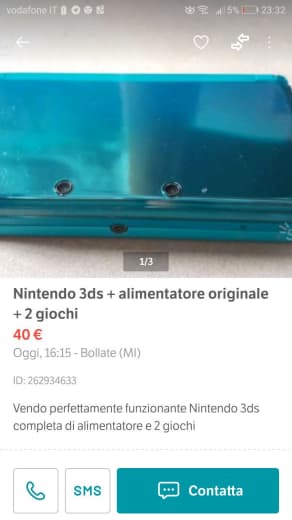 vodafone IT
5% 23:32
1/3
Nintendo 3ds + alimentatore originale
+ 2 giochi
40 €
Oggi, 16:15 - Bollate (MI)
ID: 262934633
Vendo perfettamente funzionante Nintendo 3ds
completa di alimentatore e 2 giochi
SMS
Contatta